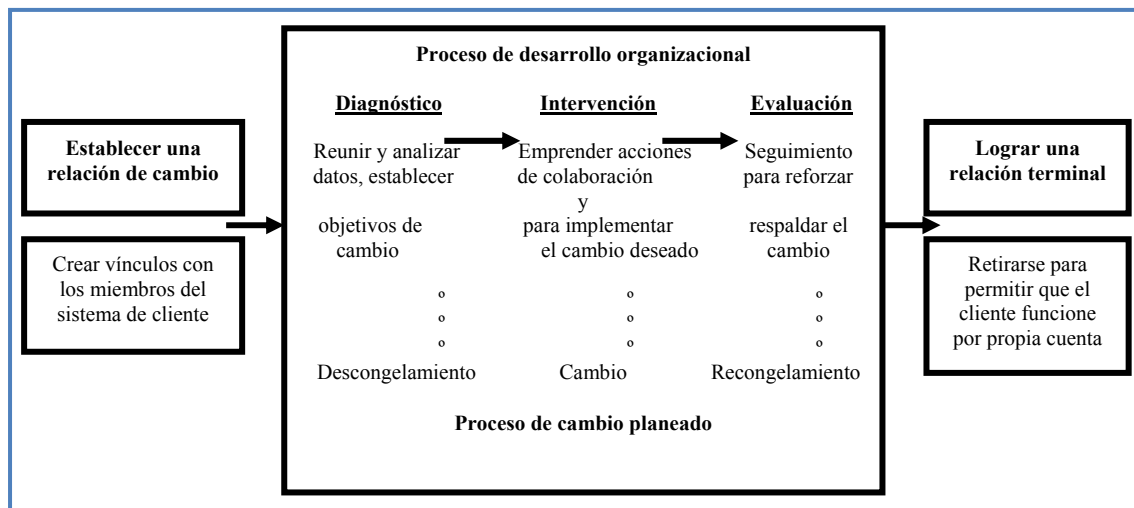 Proceso de desarrollo organizacional
Establecer una
relación de cambio
Crear vínculos con
los miembros del
sistema de cliente
Diagnóstico
Reunir y analizar
datos, establecer
objetivos de
cambio
Descongelamiento
Intervención
Emprender acciones
de colaboración
y
para implementar
el cambio deseado
Cambio
Evaluación
Seguimiento
para reforzar
respaldar el
cambio
Recongelamiento
Proceso de cambio planeado
Lograr una
relación terminal
Retirarse para
permitir que el
cliente funcione
por propia cuenta